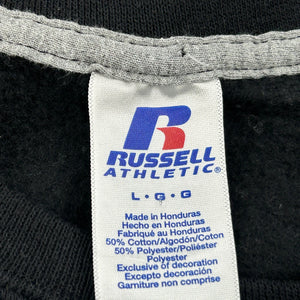 RUSSELL
ATHLETIC®
L • G • G
Made in Honduras
Hecho en Honduras
Fabriqué au Honduras
50% Cotton/Algodón/Coton
50% Polyester/Poliéster
Exclusive of decoration
Excepto decoración
Garniture non comprise